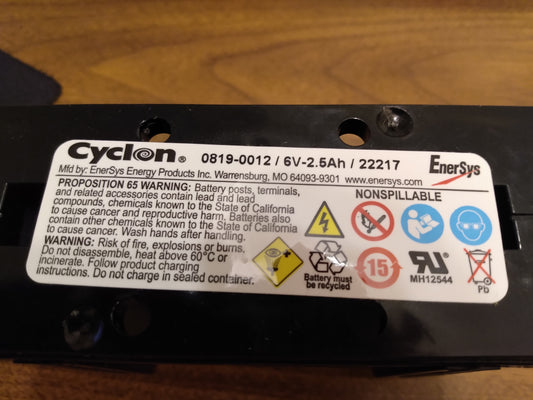 Cyclon® 0819-0012 / 6V-2.5Ah / 22217
EnerSys
Mfd by: EnerSys Energy Products Inc. Warrensburg, MO 64093-9301 www.enersys.com
PROPOSITION 65 WARNING: Battery posts, terminals,
and related accessories contain lead and lead
compounds, chemicals known to the State of California
to cause cancer and reproductive harm. Batteries also
contain other chemicals known to the State of California
to cause cancer. Wash hands after handling.
WARNING: Risk of fire, explosions or burns.
Do not disassemble, heat above 60°C or
incinerate. Follow product charging
instructions. Do not charge in sealed container.
NONSPILLABLE
Battery must
be recycled
15
MH12544
Pb